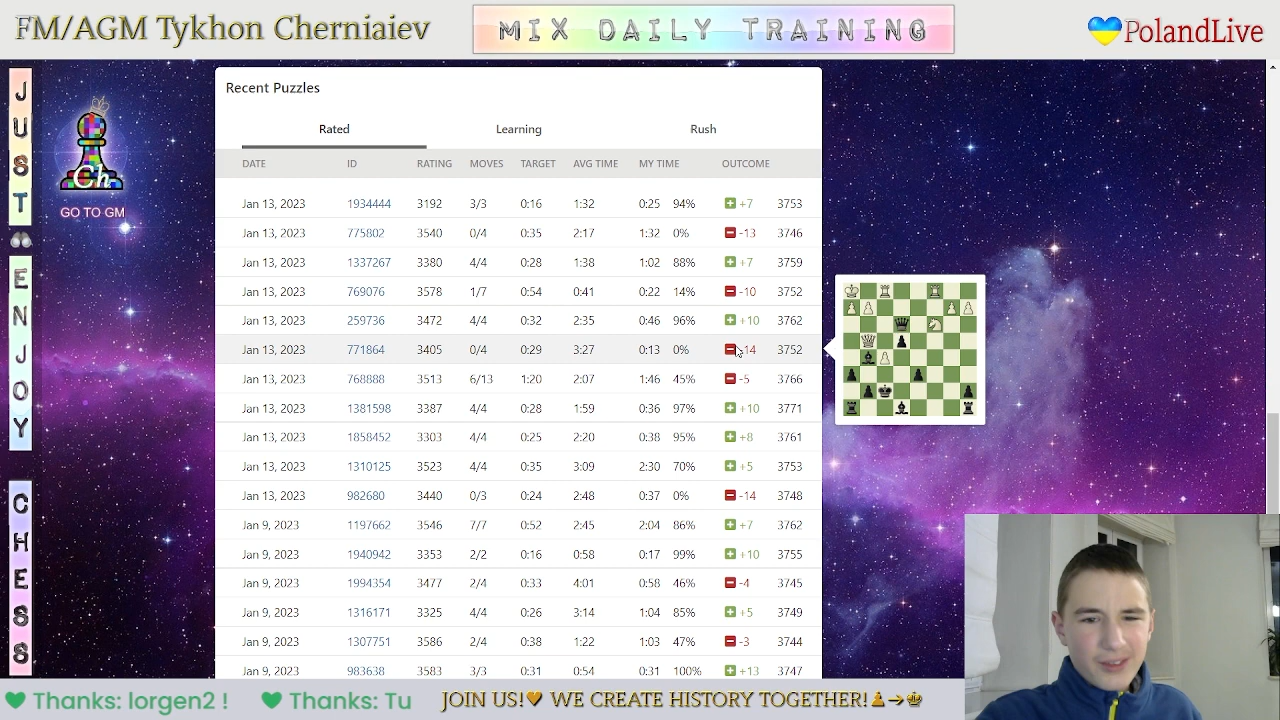 FM/AGM Tykhon Cherniaiev
MIX DAILY TRAINING
PolandLive
JUST
ENJOY
CHESS
Ch
GO TO GM
Recent Puzzles
Rated Learning Rush
DATE ID RATING MOVES TARGET AVG TIME MY TIME OUTCOME
Jan 13, 2023 1934444 3192 3/3 0:16 1:32 0:25 94% +7 3753
Jan 13, 2023 775802 3540 0/4 0:35 2:17 1:32 0% -13 3746
Jan 13, 2023 1337267 3380 4/4 0:28 1:38 1:02 88% +7 3759
Jan 13, 2023 769076 3578 1/7 0:54 0:41 0:22 14% -10 3752
Jan 13, 2023 259736 3472 4/4 0:32 2:35 0:46 96% +10 3762
Jan 13, 2023 771864 3405 0/4 0:29 3:27 0:13 0% -14 3752
Jan 13, 2023 768888 3513 6/13 1:20 2:07 1:46 45% -5 3766
Jan 13, 2023 1381598 3387 4/4 0:28 1:59 0:36 97% +10 3771
Jan 13, 2023 1858452 3303 4/4 0:25 2:20 0:38 95% +8 3761
Jan 13, 2023 1310125 3523 4/4 0:35 3:09 2:30 70% +5 3753
Jan 13, 2023 982680 3440 0/3 0:24 2:48 0:37 0% -14 3748
Jan 9, 2023 1197662 3546 7/7 0:52 2:45 2:04 86% +7 3762
Jan 9, 2023 1940942 3353 2/2 0:16 0:58 0:17 99% +10 3755
Jan 9, 2023 1994354 3477 2/4 0:33 4:01 0:58 46% -4 3745
Jan 9, 2023 1316171 3325 4/4 0:26 3:14 1:04 85% +5 3749
Jan 9, 2023 1307751 3586 2/4 0:38 1:22 1:03 47% -3 3744
Jan 9, 2023 983638 3583 3/3 0:31 0:54 0:31 100% +13 3747
Thanks: lorgen2 ! Thanks: Tu
JOIN US! WE CREATE HISTORY TOGETHER!